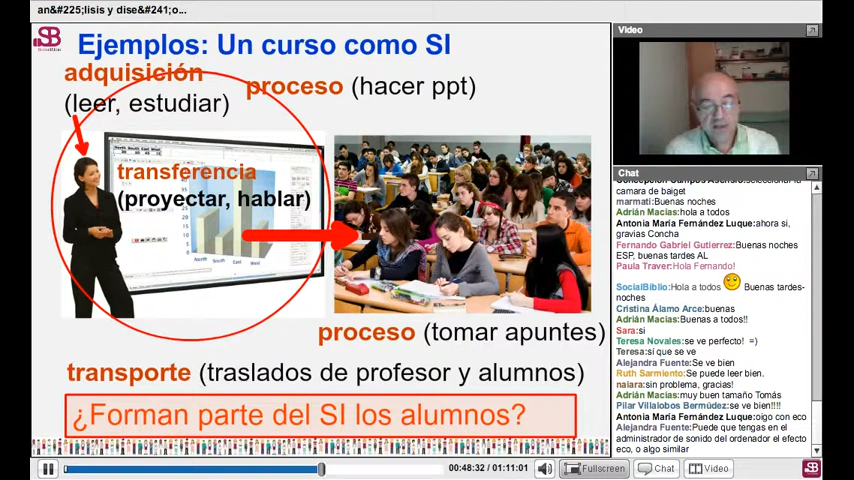 an&#225;lisis y dise&#241;o...
SB
Ejemplos: Un curso como SI
adquisición
proceso (hacer ppt)
(leer, estudiar)
transferencia
(proyectar, hablar)
North South East West
proceso (tomar apuntes)
transporte (traslados de profesor y alumnos)
¿Forman parte del SI los alumnos?
Video
Chat
camara de baiget
marmati:Buenas noches
Adrián Macías:hola a todos
Antonia María Fernández Luque:ahora si,
gravias Concha
Fernando Gabriel Gutierrez:Buenas noches
ESP, buenas tardes AL
Paula Traver:Hola Fernando!
SocialBiblio:Hola a todos Buenas tardes-
noches
Cristina Álamo Arce:buenas
Adrián Macías:Buenas a todos!!
Sara:si
Teresa Novales:se ve perfecto! =)
Teresa:sí que se ve
Alejandra Fuente:Se ve bien
Ruth Sarmiento:Se puede leer bien.
naiara:sin problema, gracias!
Adrián Macías:muy buen tamaño Tomás
Pilar Villalobos Bermúdez:se ve bien!!!!
Antonia María Fernández Luque:oigo con eco
Alejandra Fuente:Puede que tengas en el
administrador de sonido del ordenador el efecto
eco, o algo similar
00:48:32 / 01:11:01
Fullscreen
Chat
Video
SB